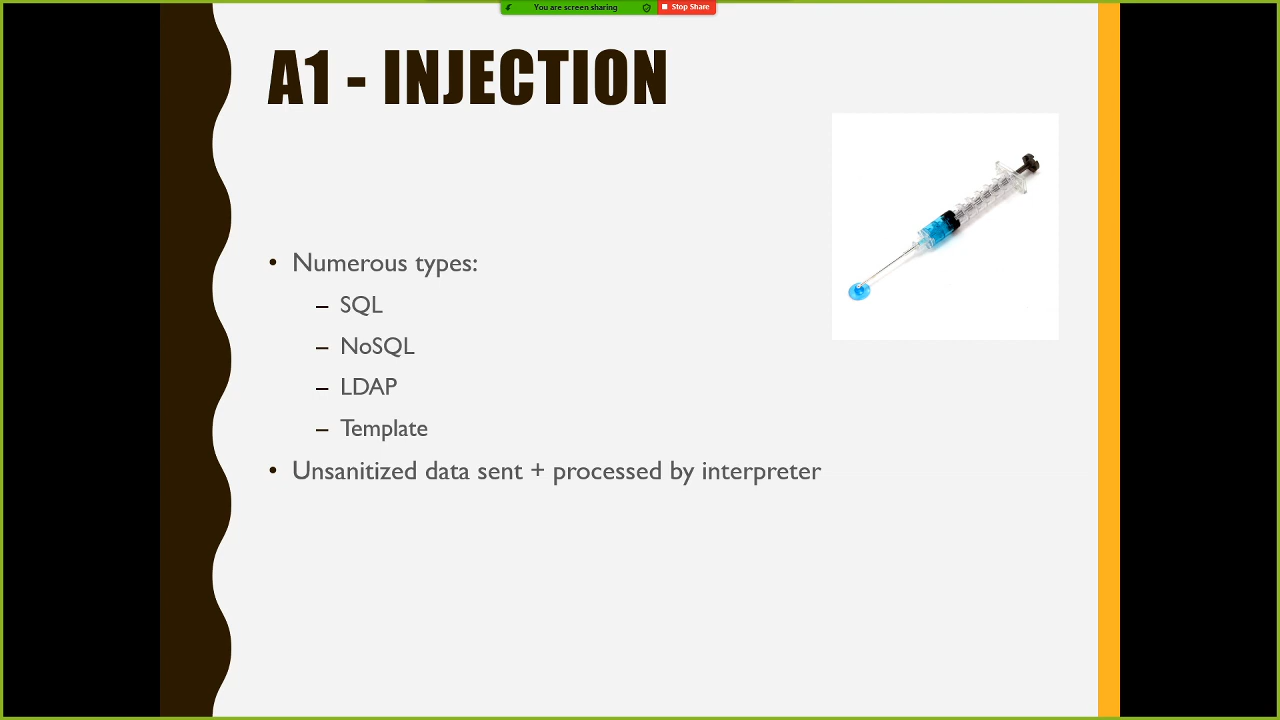 You are screen sharing Stop Share
A1 - INJECTION
• Numerous types:
– SQL
– NoSQL
– LDAP
– Template
• Unsanitized data sent + processed by interpreter